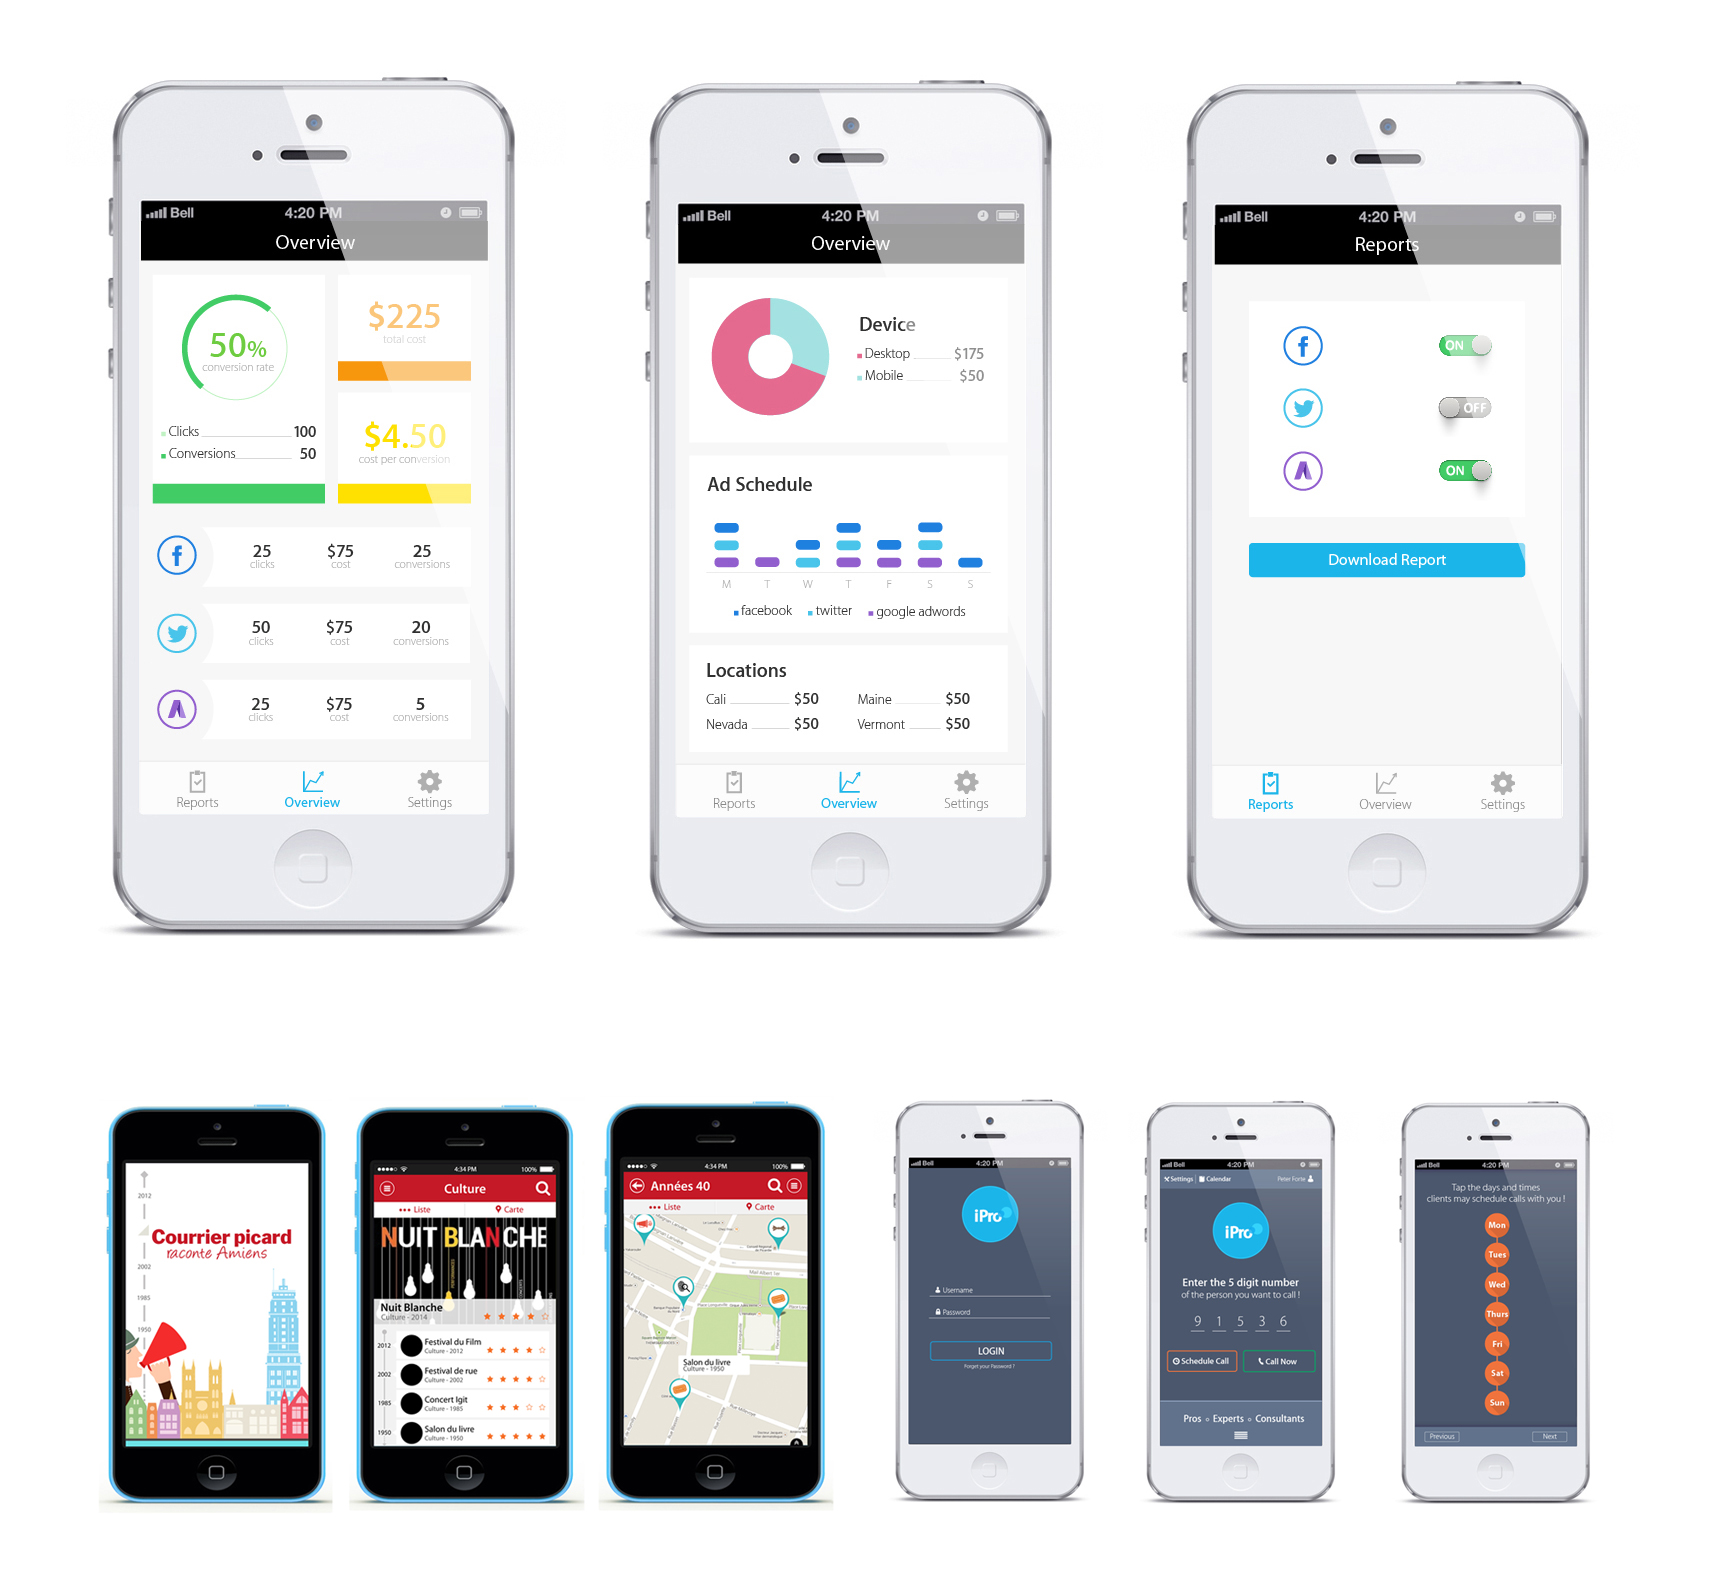 Bell 4:20 PM
Overview
50%
conversion rate
Clicks 100
Conversions 50
$225
total cost
$4.50
cost per conversion
25 $75 25
clicks cost conversions
50 $75 20
clicks cost conversions
25 $75 5
clicks cost conversions
Reports Overview Settings
Bell 4:20 PM
Overview
Device
Desktop $175
Mobile $50
Ad Schedule
M T W T F S S
facebook twitter google adwords
Locations
Cali $50 Maine $50
Nevada $50 Vermont $50
Reports Overview Settings
Bell 4:20 PM
Reports
ON
OFF
ON
Download Report
Reports Overview Settings
2012
Courrier picard
raconte Amiens
2002
1985
1950
4:34 PM 100%
Culture
Liste Carte
NUIT BLANCHE
Nuit Blanche
Culture - 2014
2012 Festival du Film
Culture - 2012
2002 Festival de rue
Culture - 2002
1985 Concert Igit
Culture - 1985
1950 Salon du livre
Culture - 1950
4:34 PM 100%
Années 40
Liste Carte
Mail Albert 1er
Salon du livre
Culture - 1950
Bell 4:20 PM
iPro
Username
Password
LOGIN
Forget your Password ?
Bell 4:20 PM
Settings Calendar Peter Forte
iPro
Enter the 5 digit number
of the person you want to call !
9 1 5 3 6
Schedule Call Call Now
Pros Experts Consultants
Bell 4:20 PM
Tap the days and times
clients may schedule calls with you !
Mon
Tues
Wed
Thurs
Fri
Sat
Sun
Previous Next